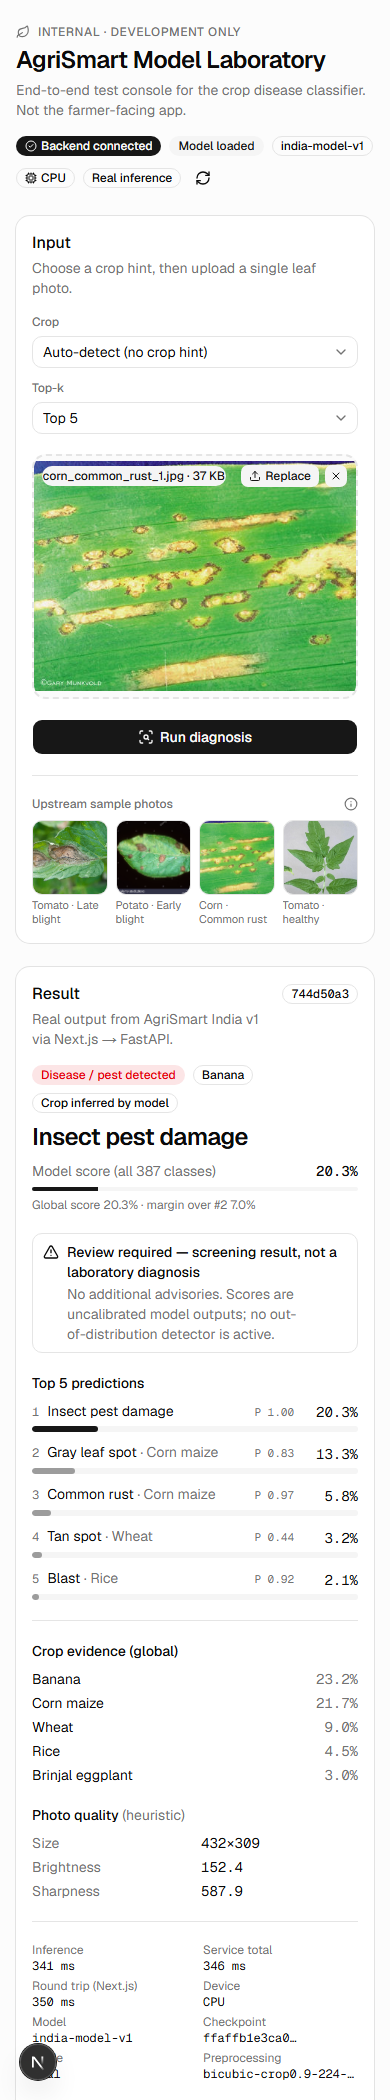 INTERNAL · DEVELOPMENT ONLY
AgriSmart Model Laboratory
End-to-end test console for the crop disease classifier.
Not the farmer-facing app.
Backend connected
Model loaded
india-model-v1
CPU
Real inference
Input
Choose a crop hint, then upload a single leaf
photo.
Crop
Auto-detect (no crop hint)
Top-k
Top 5
corn_common_rust_1.jpg · 37 KB
Replace
©Gary Munkvold
Run diagnosis
Upstream sample photos
Tomato · Late
blight
Potato · Early
blight
Corn ·
Common rust
Tomato ·
healthy
Result
744d50a3
Real output from AgriSmart India v1
via Next.js → FastAPI.
Disease / pest detected
Banana
Crop inferred by model
Insect pest damage
Model score (all 387 classes) 20.3%
Global score 20.3% · margin over #2 7.0%
Review required — screening result, not a
laboratory diagnosis
No additional advisories. Scores are
uncalibrated model outputs; no out-
of-distribution detector is active.
Top 5 predictions
1 Insect pest damage P 1.00 20.3%
2 Gray leaf spot · Corn maize P 0.83 13.3%
3 Common rust · Corn maize P 0.97 5.8%
4 Tan spot · Wheat P 0.44 3.2%
5 Blast · Rice P 0.92 2.1%
Crop evidence (global)
Banana 23.2%
Corn maize 21.7%
Wheat 9.0%
Rice 4.5%
Brinjal eggplant 3.0%
Photo quality (heuristic)
Size 432×309
Brightness 152.4
Sharpness 587.9
Inference
341 ms
Service total
346 ms
Round trip (Next.js)
350 ms
Device
CPU
Model
india-model-v1
Checkpoint
ffaffb1e3ca0…
N
Preprocessing
bicubic-crop0.9-224-…